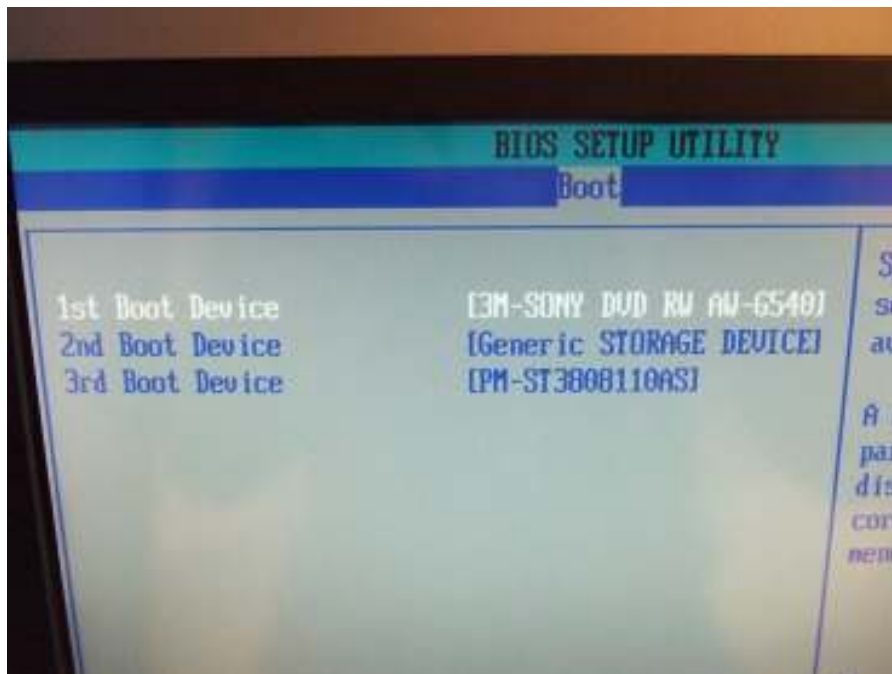 BIOS SETUP UTILITY
Boot
1st Boot Device [3M-SONY DVD RW AW-G540]
2nd Boot Device [Generic STORAGE DEVICE]
3rd Boot Device [PM-ST3808110AS]
A